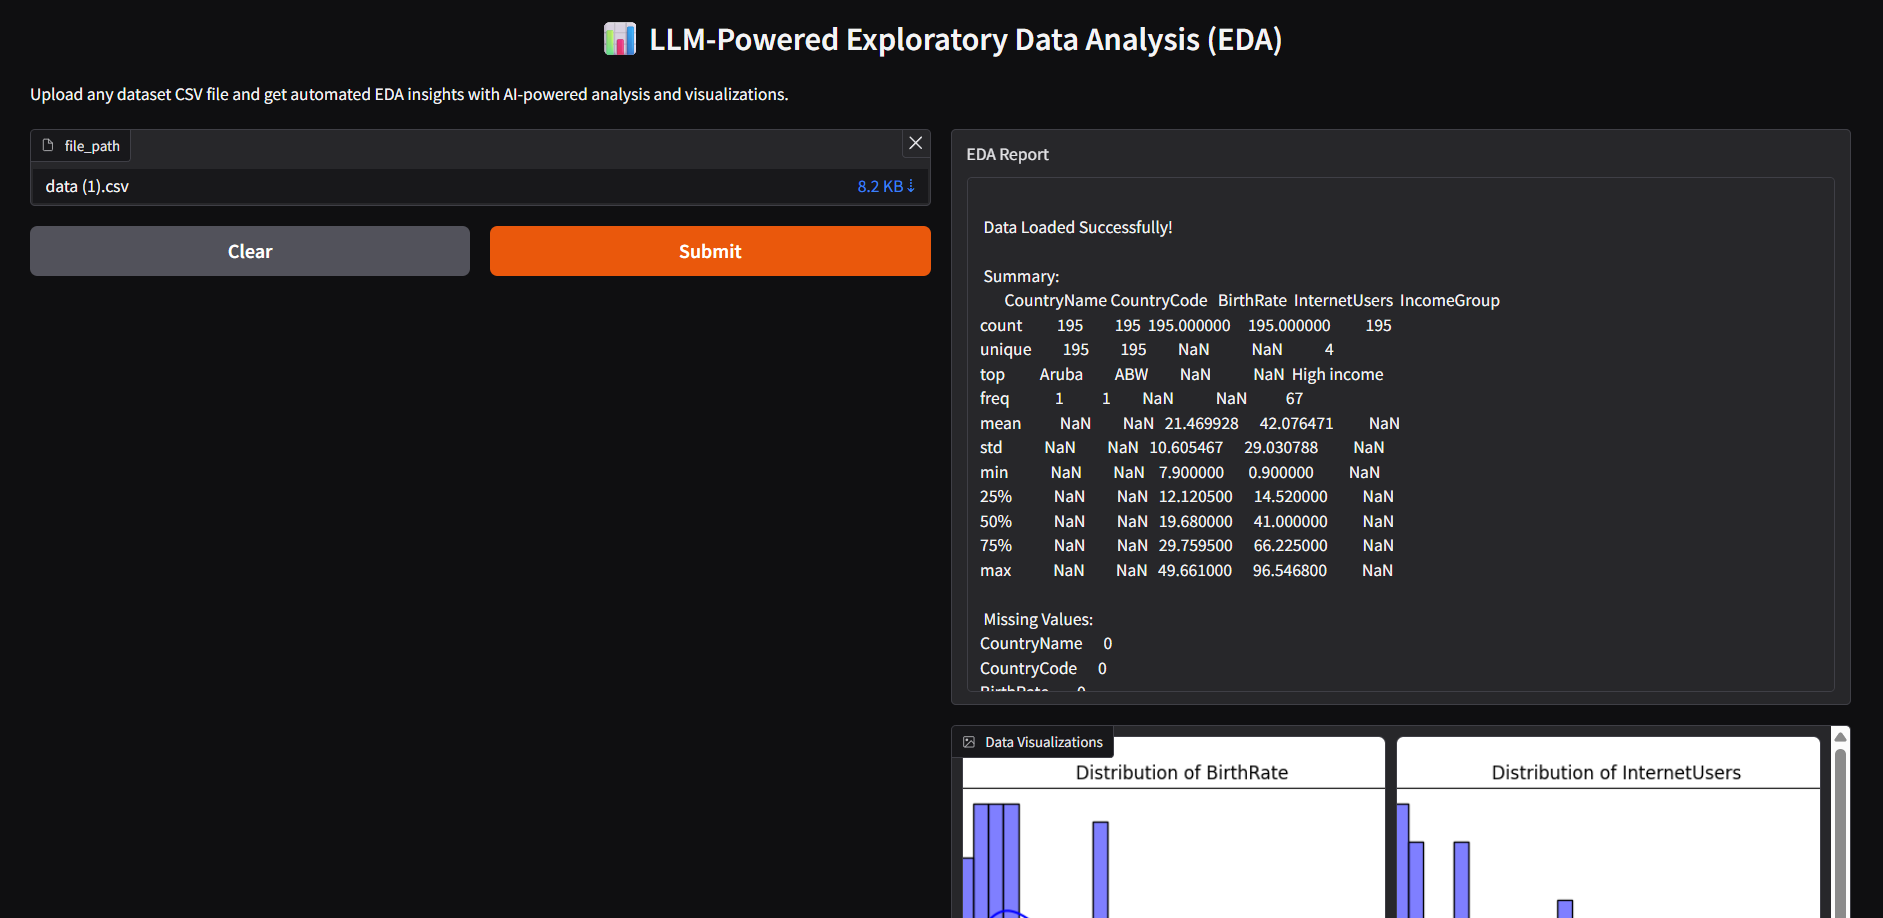 📊 LLM-Powered Exploratory Data Analysis (EDA)
Upload any dataset CSV file and get automated EDA insights with AI-powered analysis and visualizations.
file_path
data (1).csv 8.2 KB ↓
Clear
Submit
EDA Report
Data Loaded Successfully!
Summary:
CountryName CountryCode BirthRate InternetUsers IncomeGroup
count 195 195 195.000000 195.000000 195
unique 195 195 NaN NaN 4
top Aruba ABW NaN NaN High income
freq 1 1 NaN NaN 67
mean NaN NaN 21.469928 42.076471 NaN
std NaN NaN 10.605467 29.030788 NaN
min NaN NaN 7.900000 0.900000 NaN
25% NaN NaN 12.120500 14.520000 NaN
50% NaN NaN 19.680000 41.000000 NaN
75% NaN NaN 29.759500 66.225000 NaN
max NaN NaN 49.661000 96.546800 NaN
Missing Values:
CountryName 0
CountryCode 0
BirthRate 0
Data Visualizations
Distribution of BirthRate
Distribution of InternetUsers